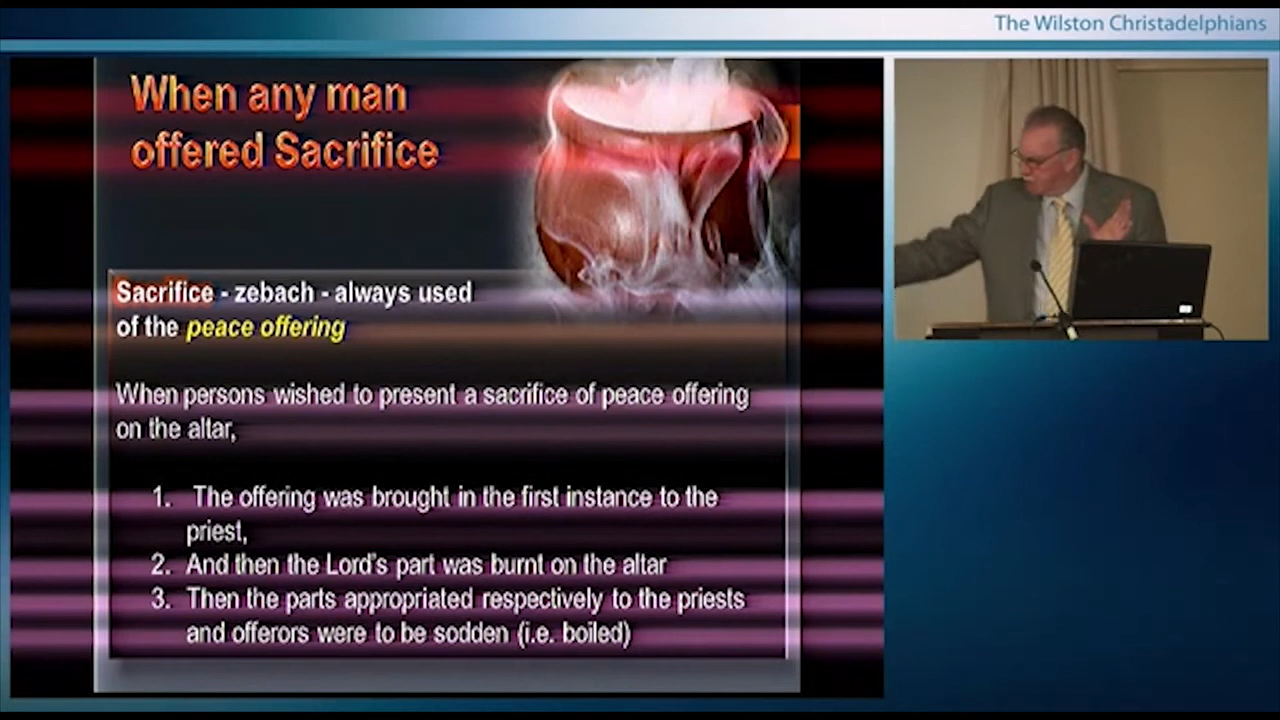 The Wilston Christadelphians
When any man
offered Sacrifice
Sacrifice - zebach - always used
of the peace offering
When persons wished to present a sacrifice of peace offering
on the altar,
1. The offering was brought in the first instance to the
priest,
2. And then the Lord's part was burnt on the altar
3. Then the parts appropriated respectively to the priests
and offerors were to be sodden (i.e. boiled)